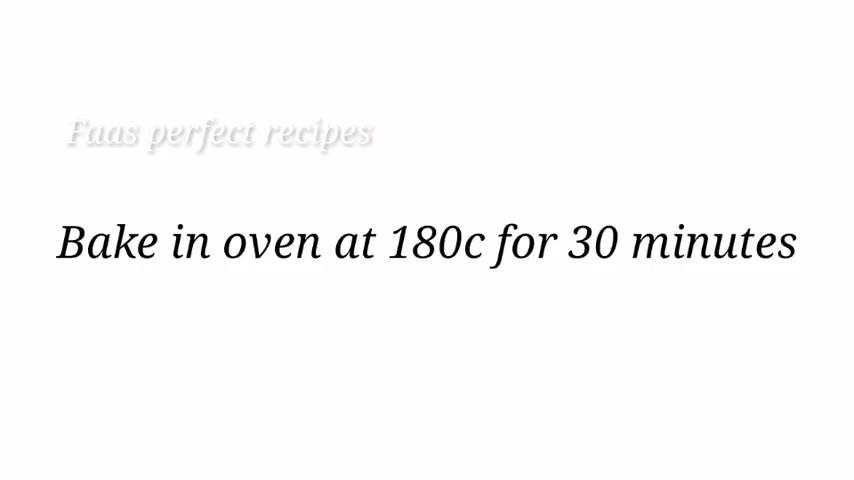 Faas perfect recipes
Bake in oven at 180c for 30 minutes